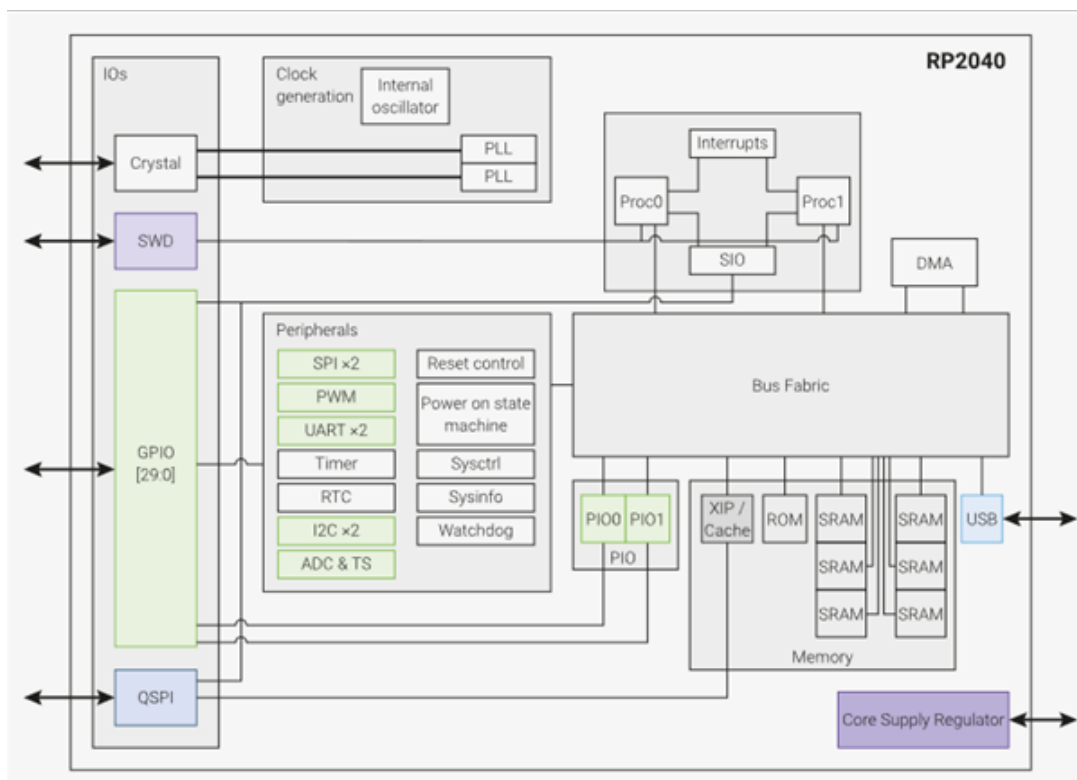 RP2040
IOs
Clock
generation
Internal
oscillator
Crystal
PLL
PLL
Interrupts
Proc0
Proc1
SWD
SIO
DMA
GPIO
[29:0]
Peripherals
SPI ×2
PWM
UART ×2
Timer
RTC
I2C ×2
ADC & TS
Reset control
Power on state
machine
Sysctrl
Sysinfo
Watchdog
Bus Fabric
PIO0
PIO1
PIO
XIP /
Cache
ROM
SRAM
SRAM
SRAM
SRAM
SRAM
SRAM
Memory
USB
QSPI
Core Supply Regulator